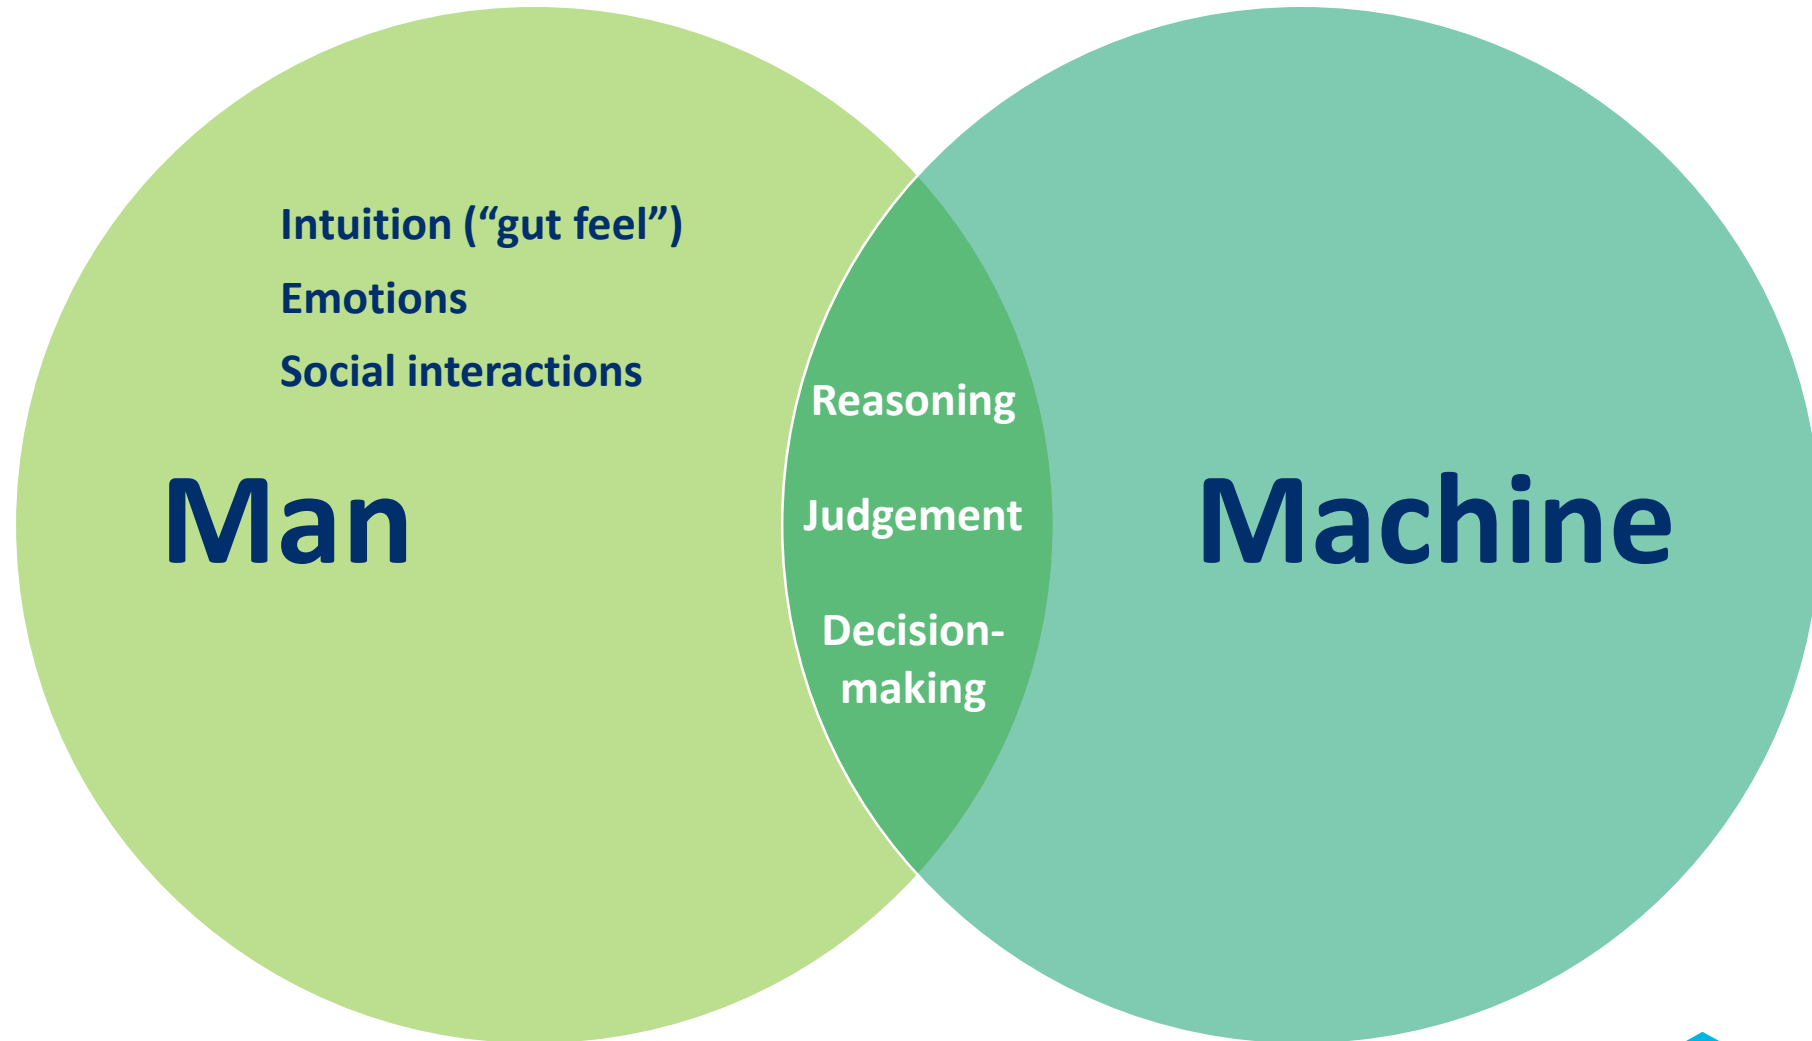 Intuition (“gut feel”)
Emotions
Social interactions
Man
Reasoning
Judgement
Decision-
making
Machine